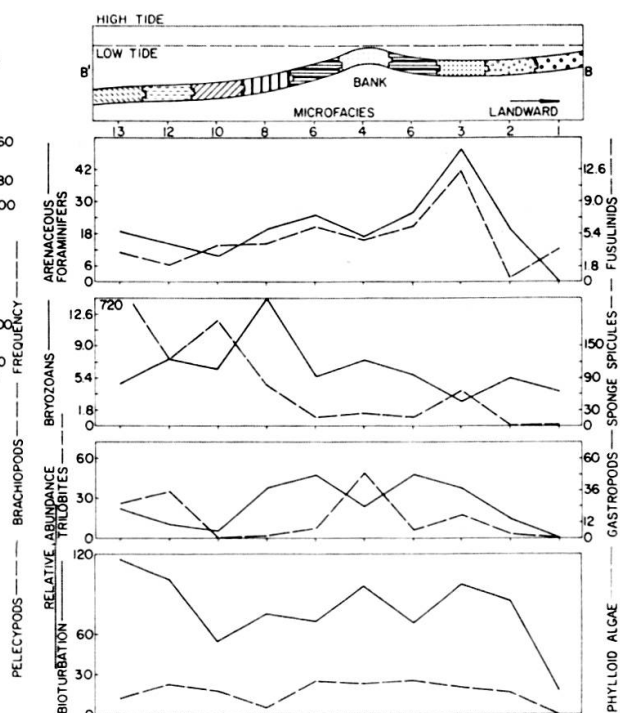 HIGH TIDE
LOW TIDE
B'
B
BANK
MICROFACIES
LANDWARD
13 12 10 8 6 4 6 3 2 1
ARENACEOUS FORAMINIFERS
42
30
18
6
0
12.6
9.0
5.4
1.8
0
FUSULINIDS
BRYOZOANS
720
12.6
9.0
5.4
1.8
0
150
90
30
0
SPONGE SPICULES
RELATIVE ABUNDANCE
TRILOBITES
60
30
0
60
36
12
0
GASTROPODS
BIOTURBATION
120
60
30
0
PHYLLOID ALGAE
FREQUENCY
BRACHIOPODS
PELECYPODS